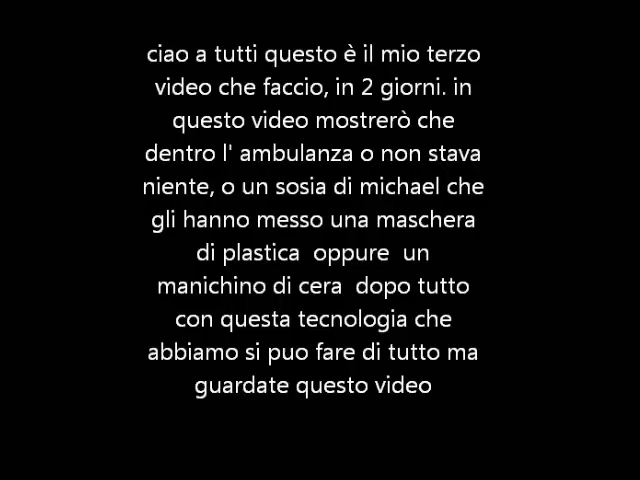 ciao a tutti questo è il mio terzo
video che faccio, in 2 giorni. in
questo video mostrerò che
dentro l' ambulanza o non stava
niente, o un sosia di michael che
gli hanno messo una maschera
di plastica  oppure  un
manichino di cera  dopo tutto
con questa tecnologia che
abbiamo si puo fare di tutto ma
guardate questo video